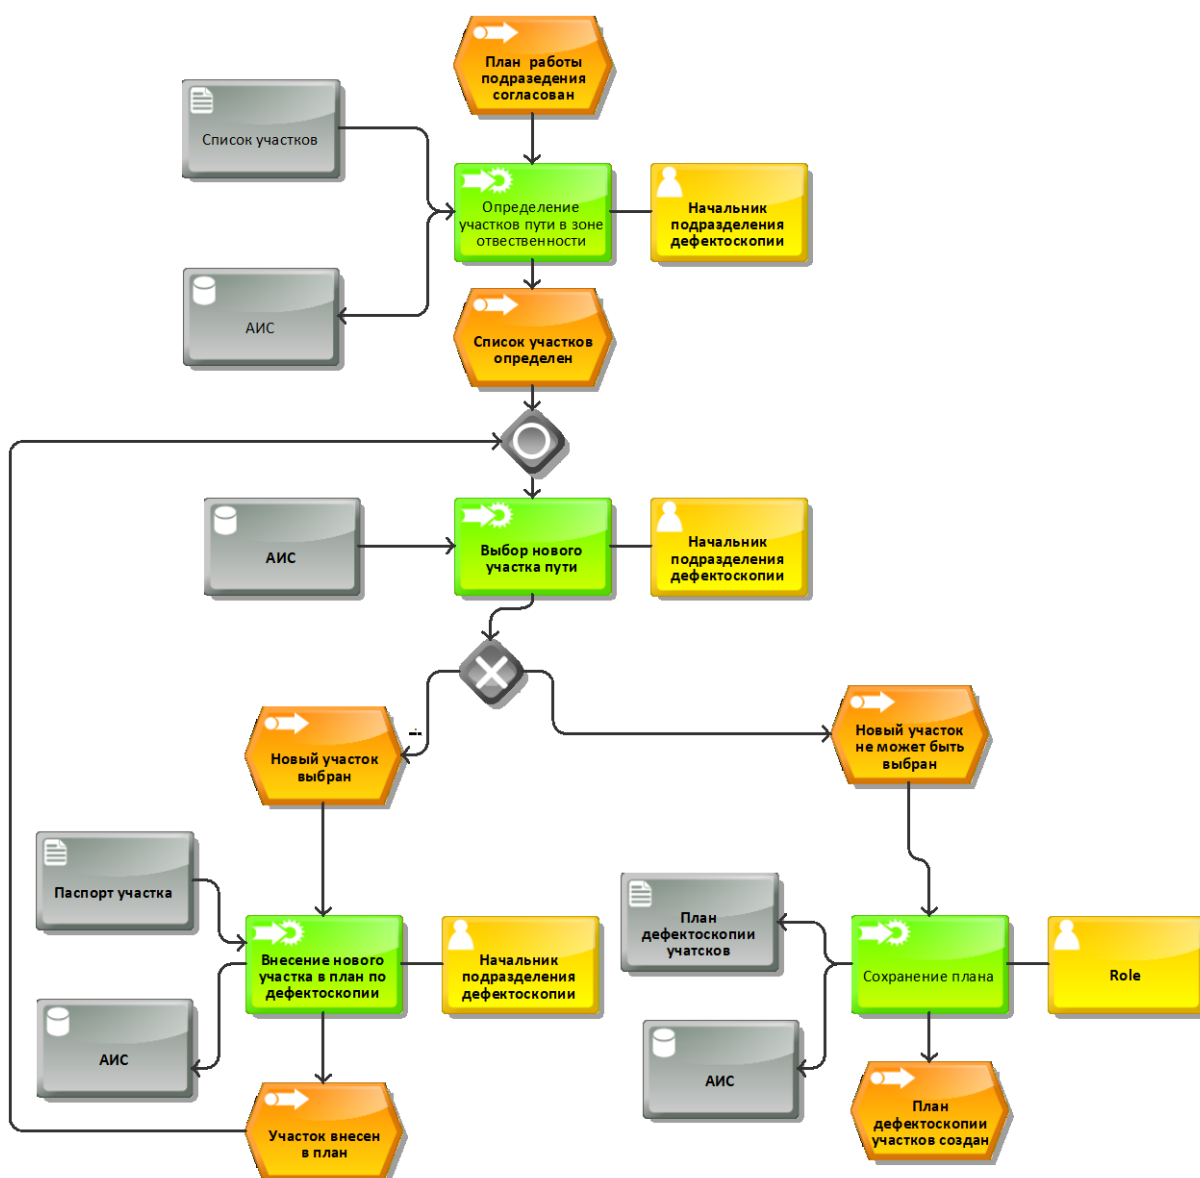 План работы
подразедения
согласован
Список участков
Определение
участков пути в зоне
отвественности
Начальник
подразделения
дефектоскопии
АИС
Список участков
определен
АИС
Выбор нового
участка пути
Начальник
подразделения
дефектоскопии
Новый участок
выбран
Новый участок
не может быть
выбран
Паспорт участка
Внесение нового
участка в план по
дефектоскопии
Начальник
подразделения
дефектоскопии
План
дефектоскопии
учатсков
Сохранение плана
Role
АИС
АИС
Участок внесен
в план
План
дефектоскопии
участков создан